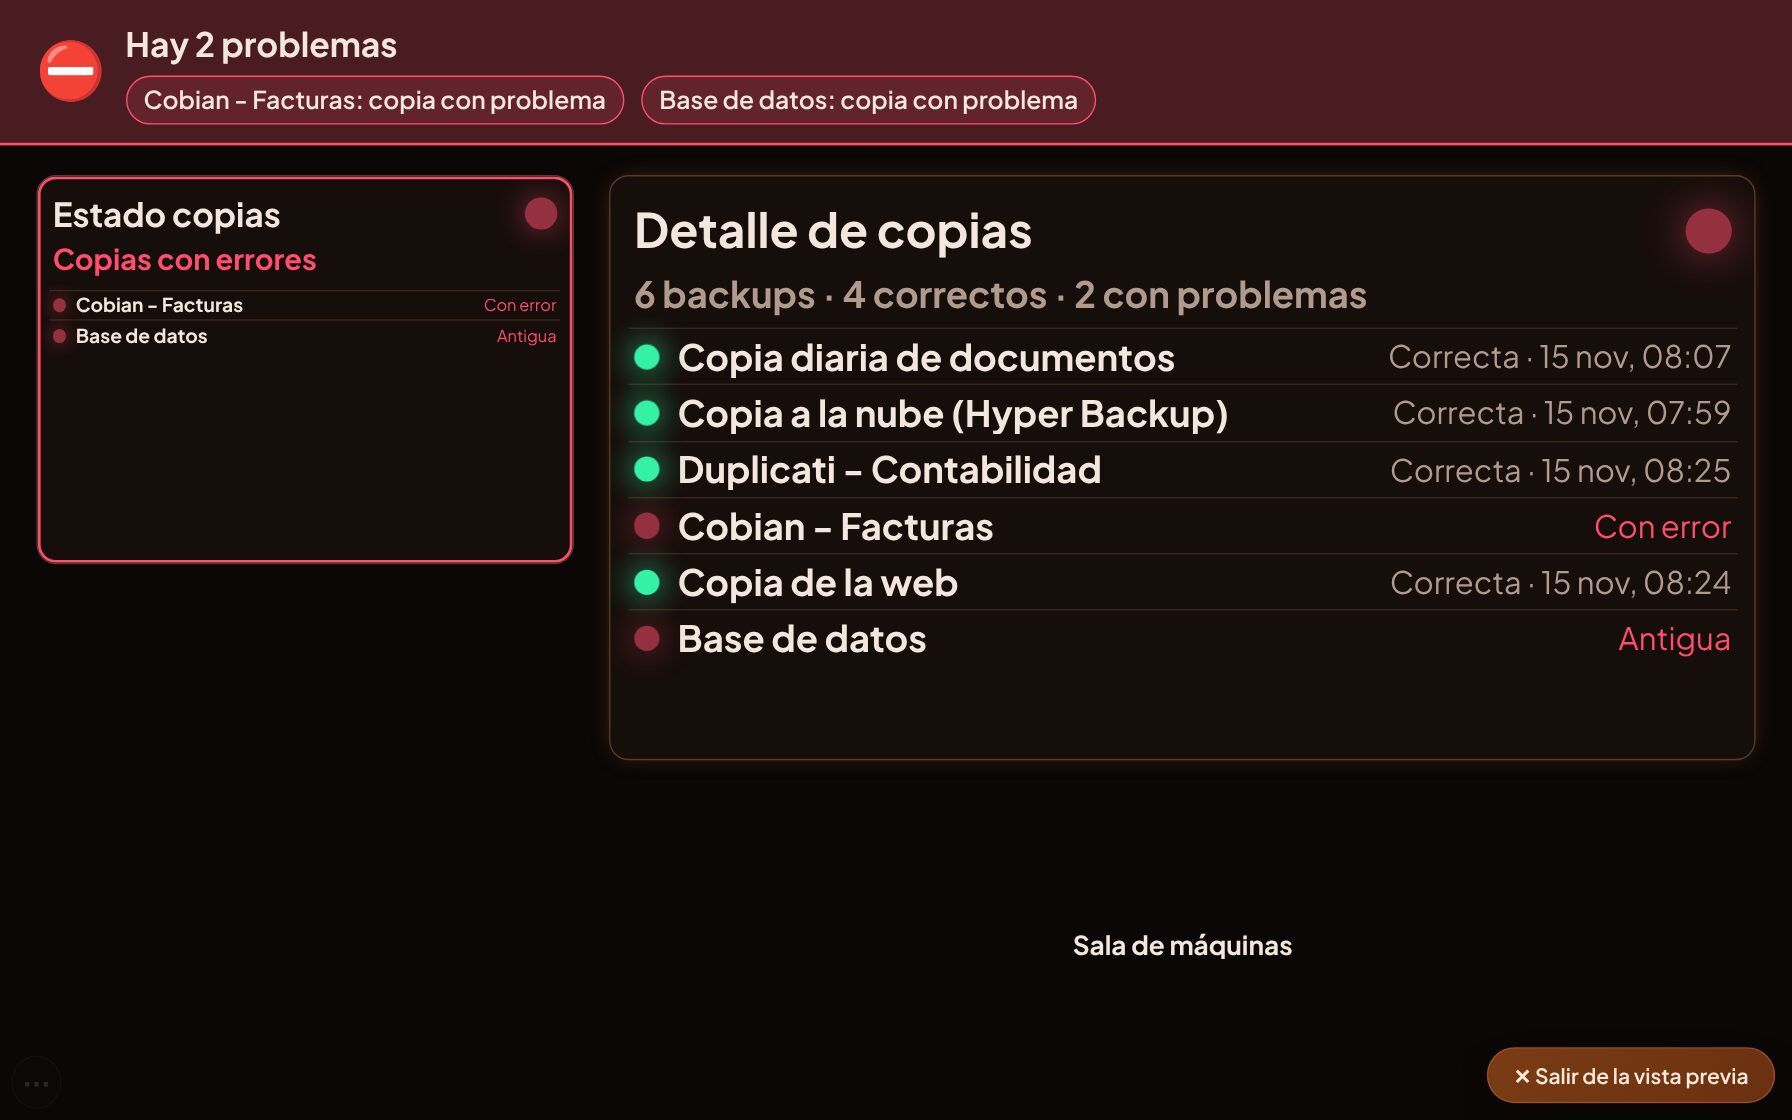 Hay 2 problemas
Cobian - Facturas: copia con problema
Base de datos: copia con problema
Estado copias
Copias con errores
Cobian - Facturas Con error
Base de datos Antigua
Detalle de copias
6 backups · 4 correctos · 2 con problemas
Copia diaria de documentos Correcta · 15 nov, 08:07
Copia a la nube (Hyper Backup) Correcta · 15 nov, 07:59
Duplicati - Contabilidad Correcta · 15 nov, 08:25
Cobian - Facturas Con error
Copia de la web Correcta · 15 nov, 08:24
Base de datos Antigua
Sala de máquinas
... 
✕ Salir de la vista previa